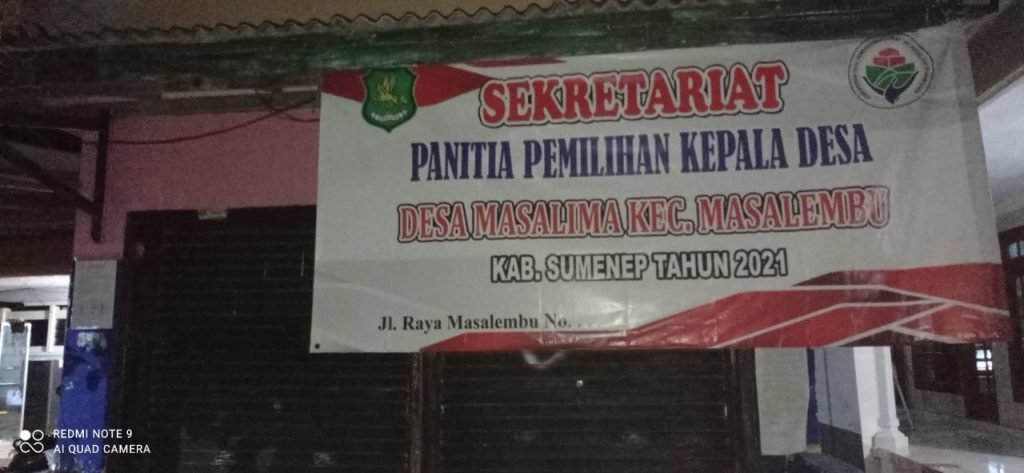 SEKRETARIAT
PANITIA PEMILIHAN KEPALA DESA
DESA MASALIMA KEC. MASALEMBU
KAB. SUMENEP TAHUN 2021
Jl. Raya Masalembu No.
REDMI NOTE 9
AI QUAD CAMERA